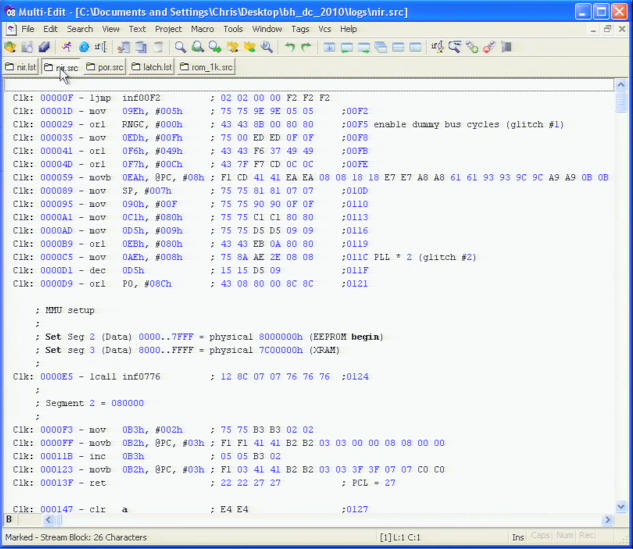 Multi-Edit - [C:\Documents and Settings\Chris\Desktop\bh_dc_2010\logs\nir.src]
File Edit Search View Text Project Macro Tools Window Tags Vcs Help
nir.lst nir.src por.src latch.lst rom_1k.src
Clk: 00000F - ljmp inf00F2 ; 02 02 00 00 F2 F2 F2
Clk: 00001D - mov 09Eh, #005h ; 75 75 9E 9E 05 05 ;00F2
Clk: 000029 - orl RNGC, #000h ; 43 43 8B 00 80 80 ;00F5 enable dummy bus cycles (glitch #1)
Clk: 000035 - mov 0EDh, #00Fh ; 75 00 ED ED 0F 0F ;00F8
Clk: 000041 - orl 0F6h, #049h ; 43 43 F6 37 49 49 ;00FB
Clk: 00004D - orl 0F7h, #00Ch ; 43 7F F7 CD 0C 0C ;00FE
Clk: 000059 - movb 0EAh, @PC, #08h ; F1 CD 41 41 EA EA 08 08 18 18 E7 E7 A8 A8 61 61 93 93 9C 9C A9 A9 0B 0B
Clk: 000089 - mov SP, #007h ; 75 75 81 81 07 07 ;010D
Clk: 000095 - mov 090h, #00F ; 75 75 90 90 0F 0F ;0110
Clk: 0000A1 - mov 0C1h, #080h ; 75 75 C1 C1 80 80 ;0113
Clk: 0000AD - mov 0D5h, #009h ; 75 75 D5 D5 09 09 ;0116
Clk: 0000B9 - orl 0EBh, #080h ; 43 43 EB 0A 80 80 ;0119
Clk: 0000C5 - mov 0AEh, #008h ; 75 8A AE 2E 08 08 ;011C PLL * 2 (glitch #2)
Clk: 0000D1 - dec 0D5h ; 15 15 D5 09 ;011F
Clk: 0000D9 - orl P0, #08Ch ; 43 08 80 00 8C 8C ;0121
; MMU setup
;
; Set Seg 2 (Data) 0000..7FFF = physical 8000000h (EEPROM begin)
; Set seg 3 (Data) 8000..FFFF = physical 7C00000h (XRAM)
;
Clk: 0000E5 - lcall inf0776 ; 12 8C 07 07 76 76 76 ;0124
;
; Segment 2 = 080000
;
Clk: 0000F3 - mov 0B3h, #002h ; 75 75 B3 B3 02 02
Clk: 0000FF - movb 0B2h, @PC, #03h ; F1 F1 41 41 B2 B2 03 03 00 00 08 08 00 00
Clk: 00011B - inc 0B3h ; 05 05 B3 02
Clk: 000123 - movb 0B2h, @PC, #03h ; F1 03 41 41 B2 B2 03 03 3F 3F 07 07 C0 C0
Clk: 00013F - ret ; 22 22 27 27 ; PCL = 27
Clk: 000147 - clr a ; E4 E4 ;0127
B
Marked - Stream Block: 26 Characters [1] L:1 C:1 Ins Caps Num Rec